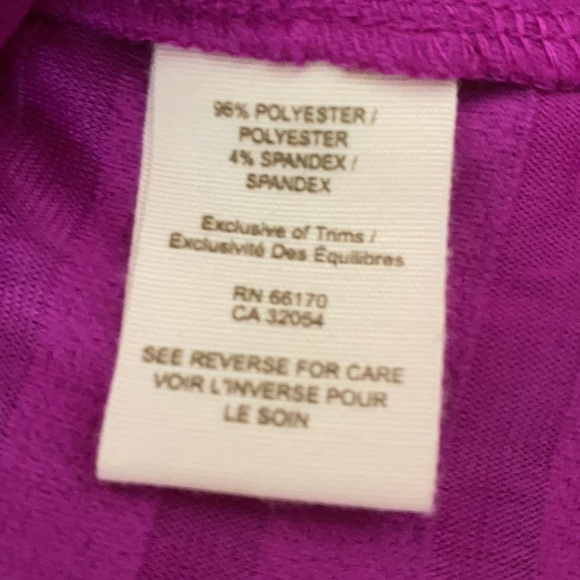 96% POLYESTER /
POLYESTER
4% SPANDEX /
SPANDEX
Exclusive of Trims /
Exclusivité Des Équilibres
RN 66170
CA 32054
SEE REVERSE FOR CARE
VOIR L'INVERSE POUR
LE SOIN